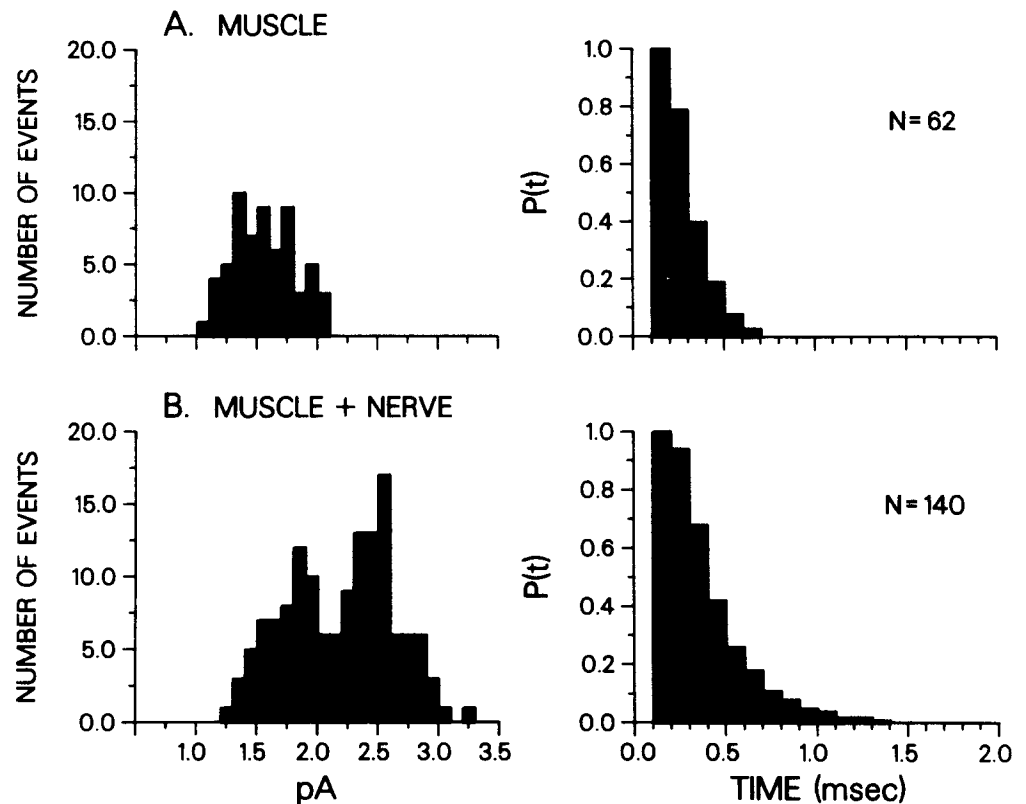 A. MUSCLE
NUMBER OF EVENTS
20.0
15.0
10.0
5.0
0.0
1.0
0.8
0.6
0.4
0.2
0.0
P(t)
N=62
B. MUSCLE + NERVE
NUMBER OF EVENTS
20.0
15.0
10.0
5.0
0.0
1.0 1.5 2.0 2.5 3.0 3.5
pA
1.0
0.8
0.6
0.4
0.2
0.0
P(t)
N=140
0.0 0.5 1.0 1.5 2.0
TIME (msec)